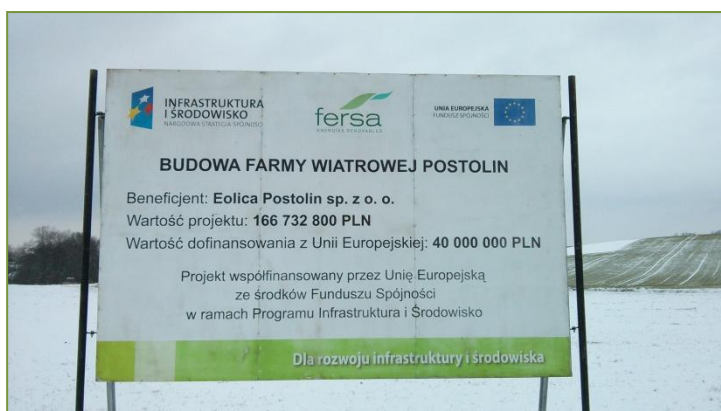 INFRASTRUKTURA
I ŚRODOWISKO
NARODOWA STRATEGIA SPÓJNOŚCI
fersa
ENERGÍAS RENOVABLES
UNIA EUROPEJSKA
FUNDUSZ SPÓJNOŚCI
BUDOWA FARMY WIATROWEJ POSTOLIN
Beneficjent: Eolica Postolin sp. z o. o.
Wartość projektu: 166 732 800 PLN
Wartość dofinansowania z Unii Europejskiej: 40 000 000 PLN
Projekt współfinansowany przez Unię Europejską
ze środków Funduszu Spójności
w ramach Programu Infrastruktura i Środowisko
Dla rozwoju infrastruktury i środowiska